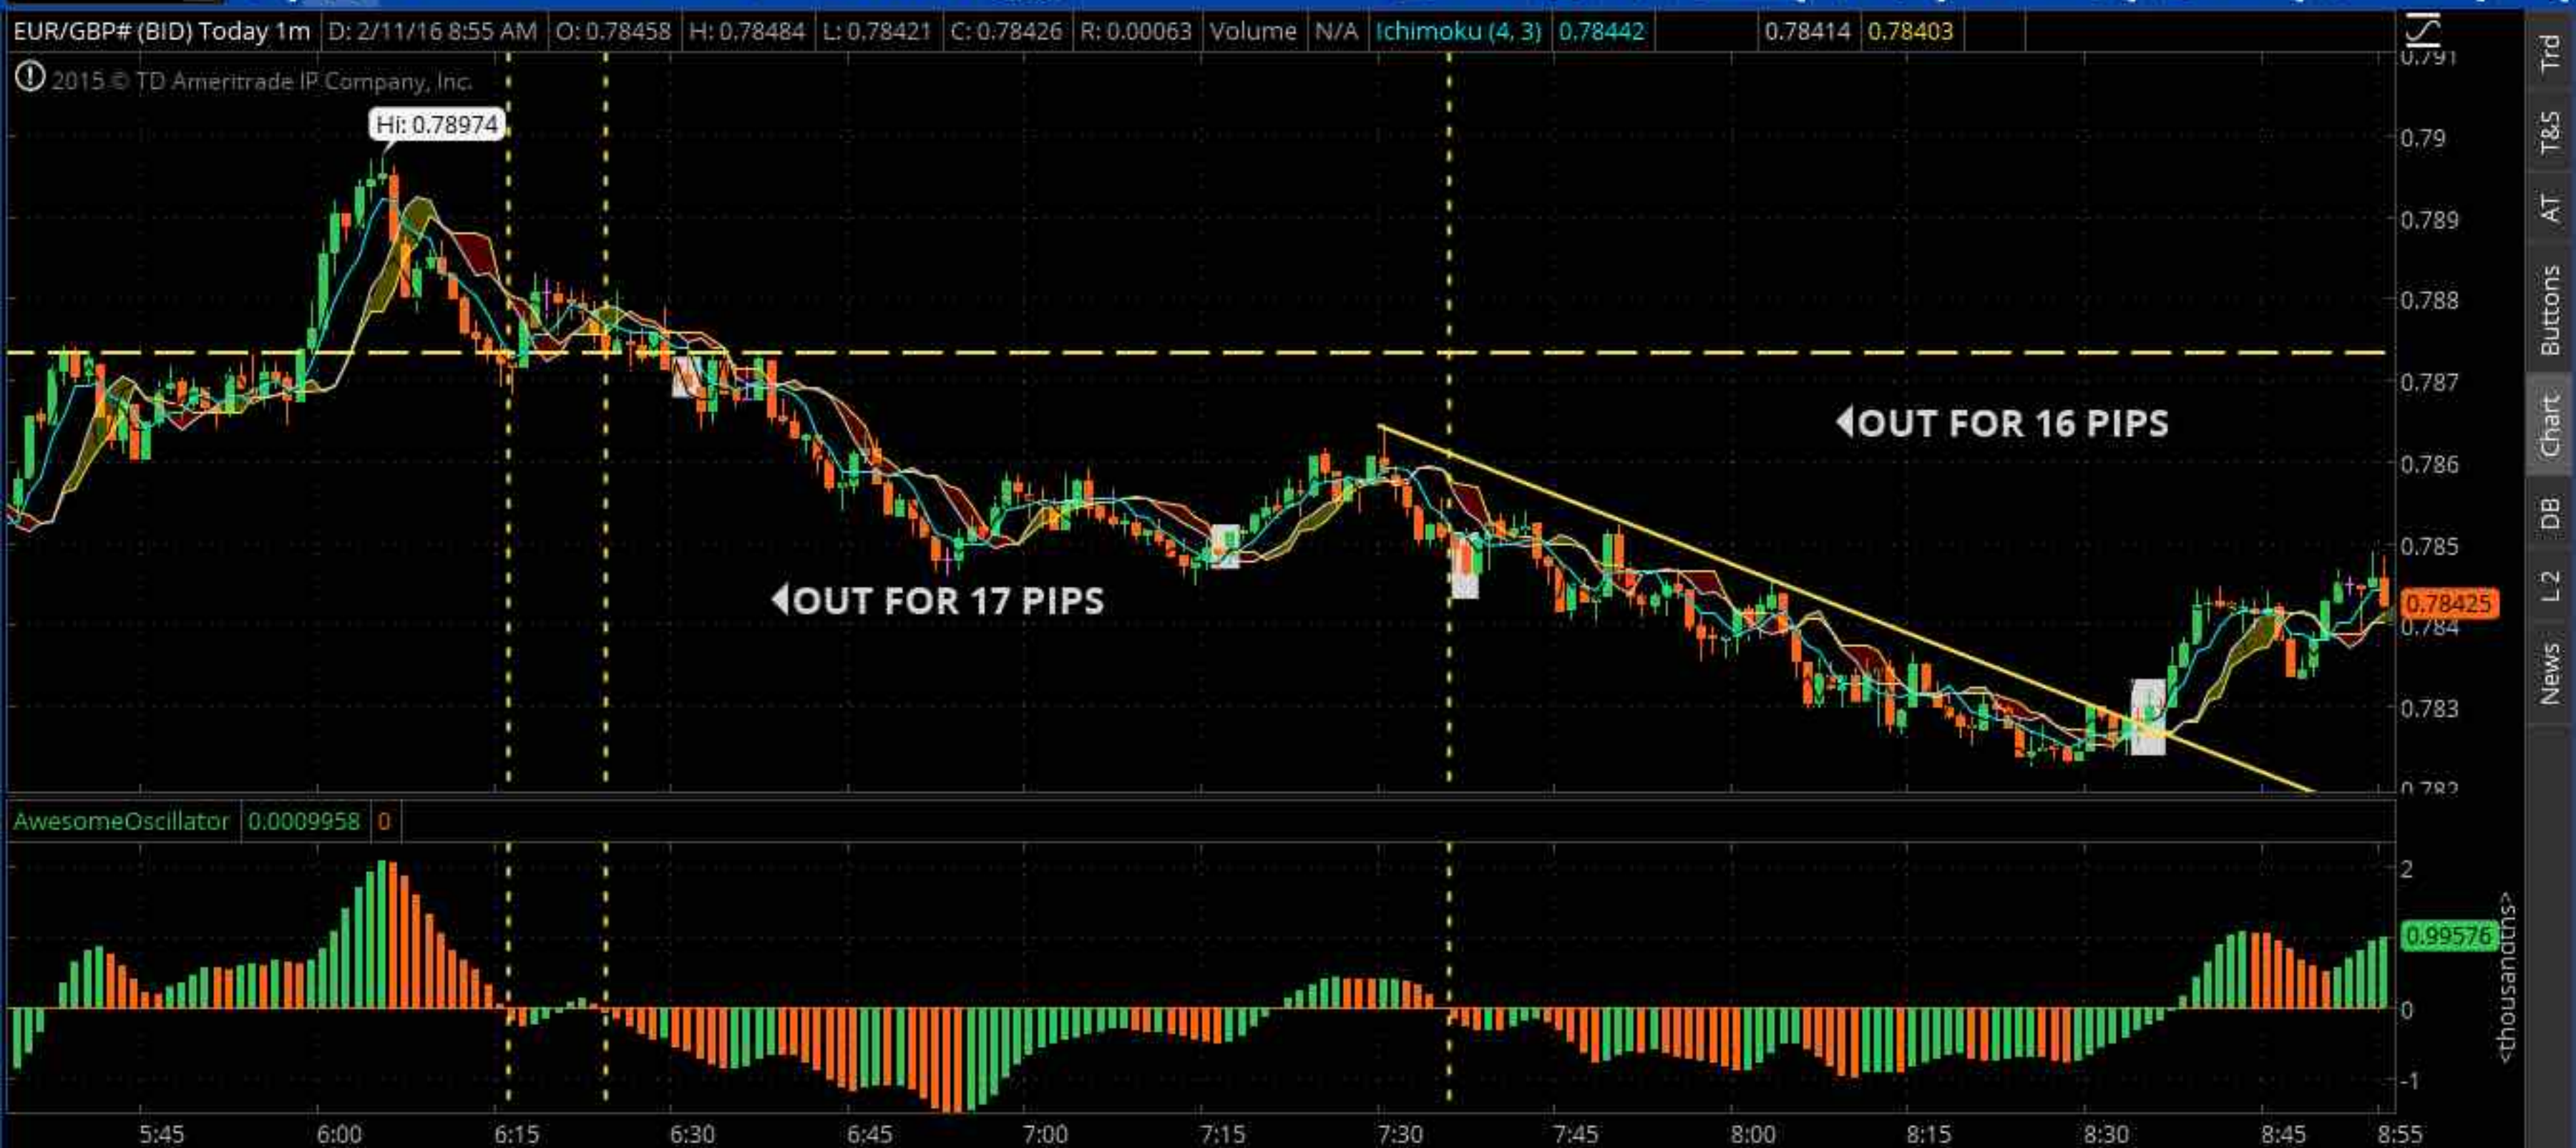 EUR/GBP# (BID) Today 1m D: 2/11/16 8:55 AM O: 0.78458 H: 0.78484 L: 0.78421 C: 0.78426 R: 0.00063 Volume N/A Ichimoku (4, 3) 0.78442 0.78414 0.78403
2015 © TD Ameritrade IP Company, Inc.
Hi: 0.78974
0.791
0.79
0.789
0.788
0.787
◀OUT FOR 16 PIPS
0.786
0.785
◀OUT FOR 17 PIPS
0.78425
0.784
0.783
0.782
Trd
T&S
AT
Buttons
Chart
DB
L2
News
AwesomeOscillator 0.0009958 0
2
0.99576
0
-1
<thousandths>
5:45 6:00 6:15 6:30 6:45 7:00 7:15 7:30 7:45 8:00 8:15 8:30 8:45 8:55